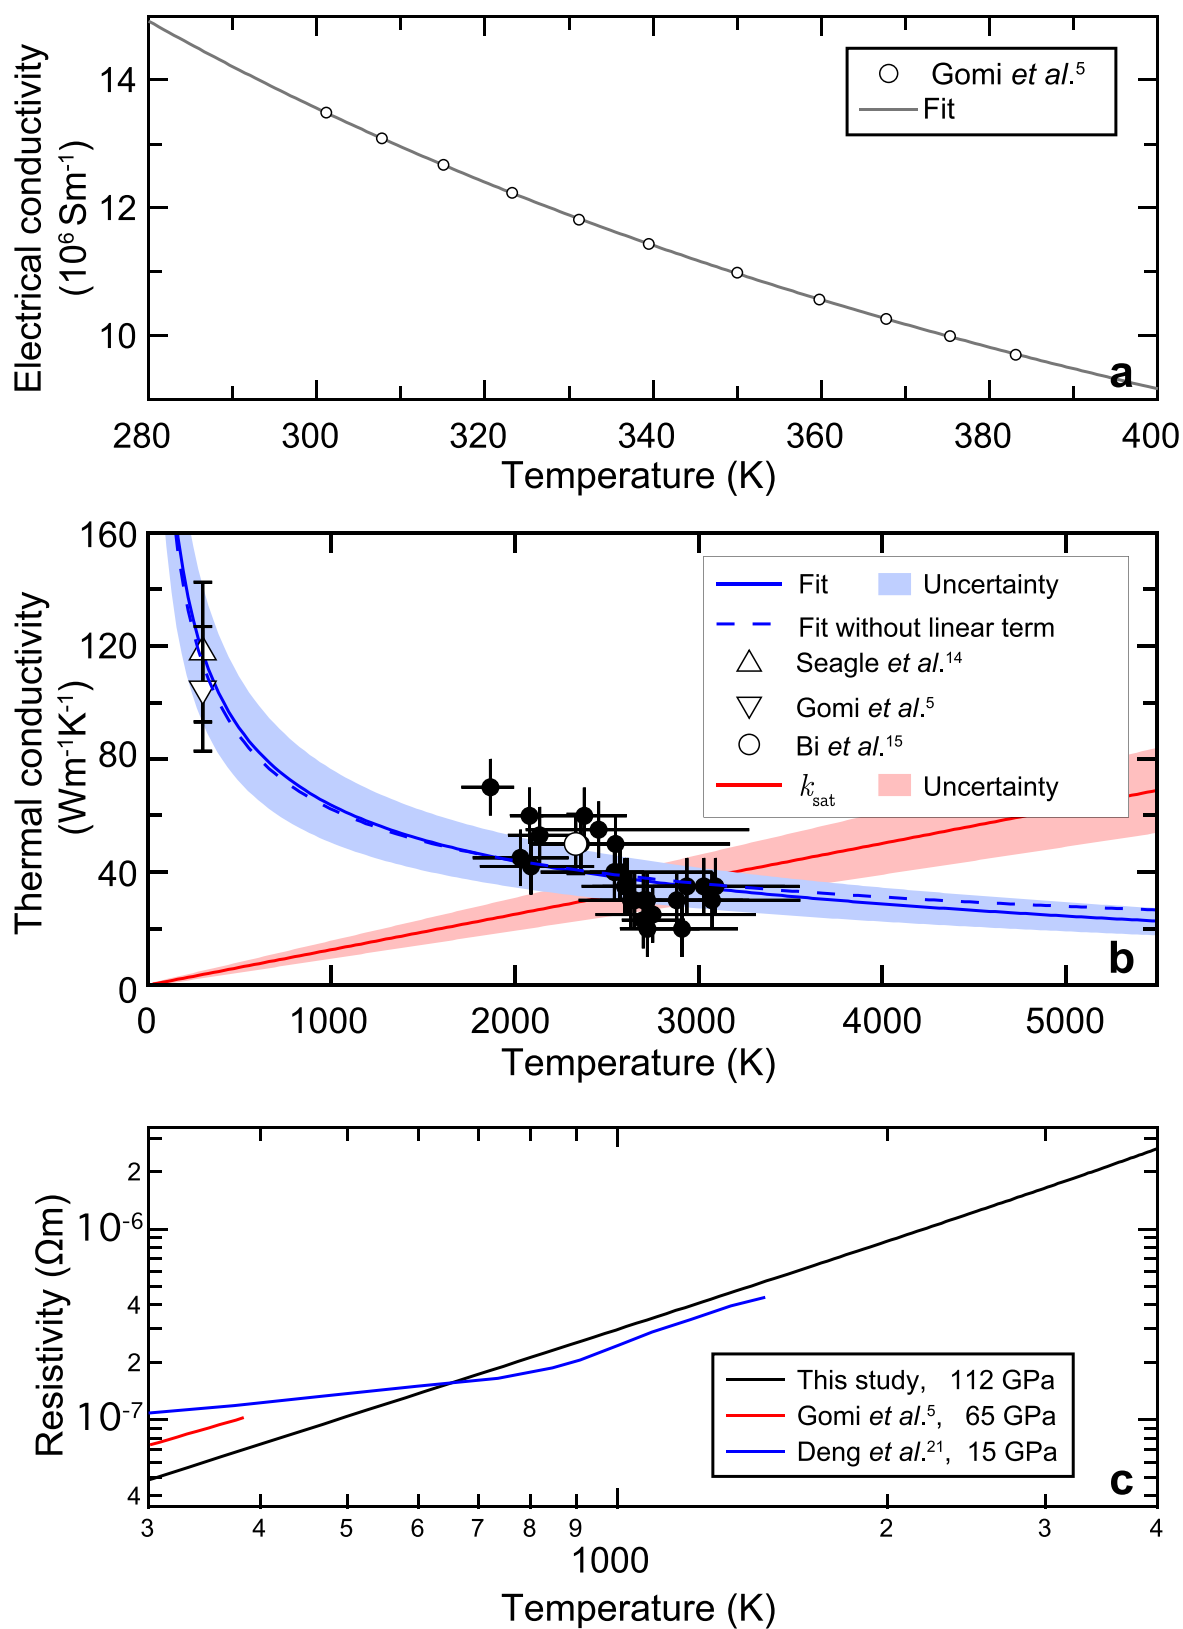 Electrical conductivity
(10⁶ Sm⁻¹)
14
12
10
Gomi et al.⁵
Fit
a
280 300 320 340 360 380 400
Temperature (K)
Thermal conductivity
(Wm⁻¹K⁻¹)
160
120
80
40
0
Fit Uncertainty
Fit without linear term
Seagle et al.¹⁴
Gomi et al.⁵
Bi et al.¹⁵
k_sat Uncertainty
b
0 1000 2000 3000 4000 5000
Temperature (K)
Resistivity (Ωm)
2
10⁻⁶
4
2
10⁻⁷
4
This study, 112 GPa
Gomi et al.⁵, 65 GPa
Deng et al.²¹, 15 GPa
c
3 4 5 6 7 8 9 2 3 4
1000
Temperature (K)